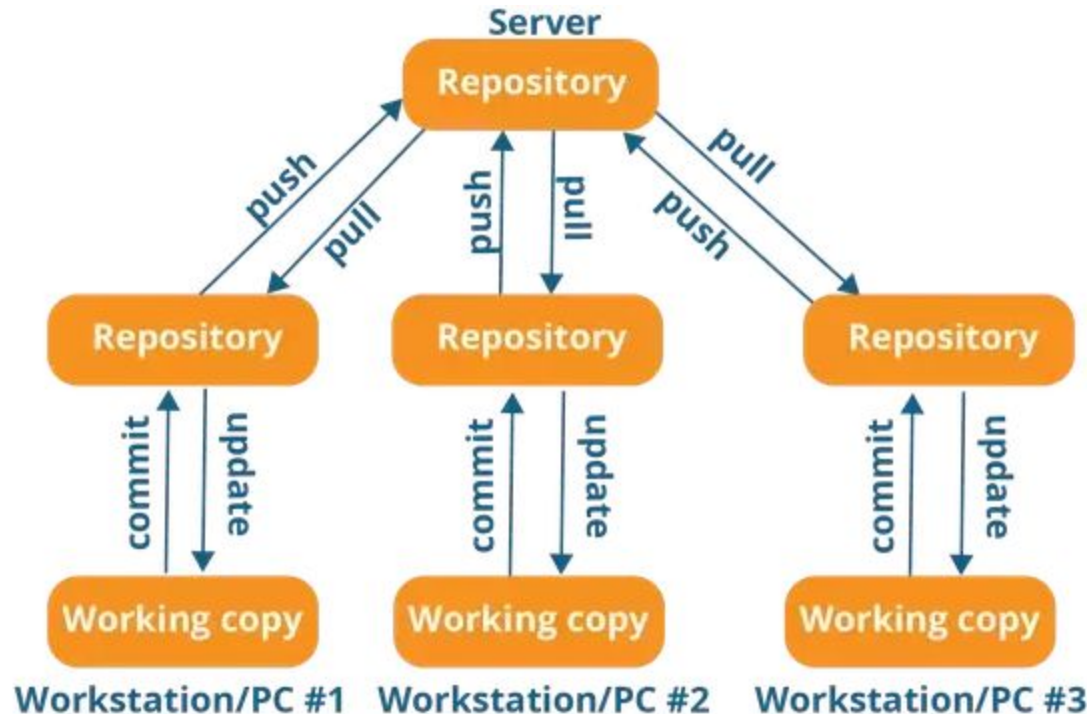 Server
Repository
push
pull
push
pull
push
pull
Repository
Repository
Repository
commit
update
commit
update
commit
update
Working copy
Working copy
Working copy
Workstation/PC #1
Workstation/PC #2
Workstation/PC #3